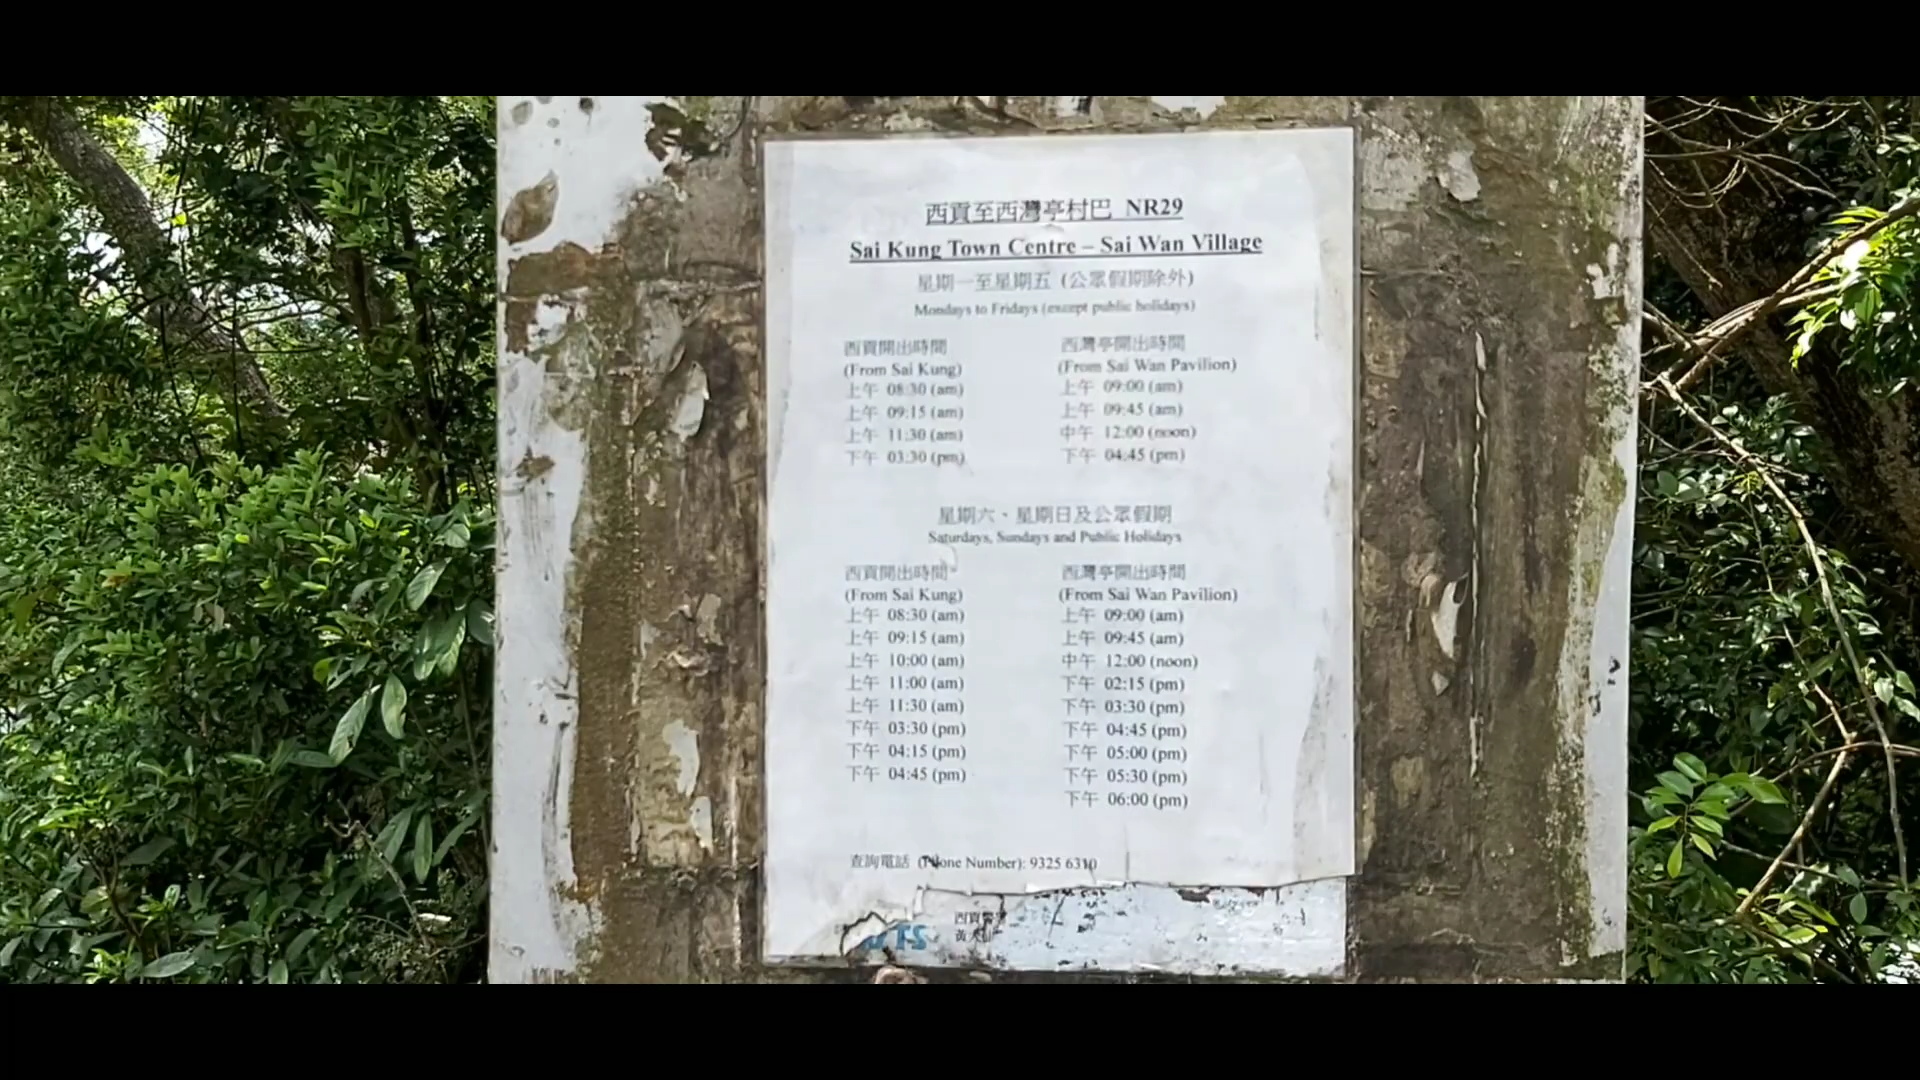 西貢至西灣亭村巴 NR29
Sai Kung Town Centre – Sai Wan Village
星期一至星期五 (公眾假期除外)
Mondays to Fridays (except public holidays)
西貢開出時間 西灣亭開出時間
(From Sai Kung) (From Sai Wan Pavilion)
上午 08:30 (am) 上午 09:00 (am)
上午 09:15 (am) 上午 09:45 (am)
上午 11:30 (am) 中午 12:00 (noon)
下午 03:30 (pm) 下午 04:45 (pm)
星期六、星期日及公眾假期
Saturdays, Sundays and Public Holidays
西貢開出時間 西灣亭開出時間
(From Sai Kung) (From Sai Wan Pavilion)
上午 08:30 (am) 上午 09:00 (am)
上午 09:15 (am) 上午 09:45 (am)
上午 10:00 (am) 中午 12:00 (noon)
上午 11:00 (am) 下午 02:15 (pm)
上午 11:30 (am) 下午 03:30 (pm)
下午 03:30 (pm) 下午 04:45 (pm)
下午 04:15 (pm) 下午 05:00 (pm)
下午 04:45 (pm) 下午 05:30 (pm)
下午 06:00 (pm)
查詢電話 (Phone Number): 9325 6310
西貢